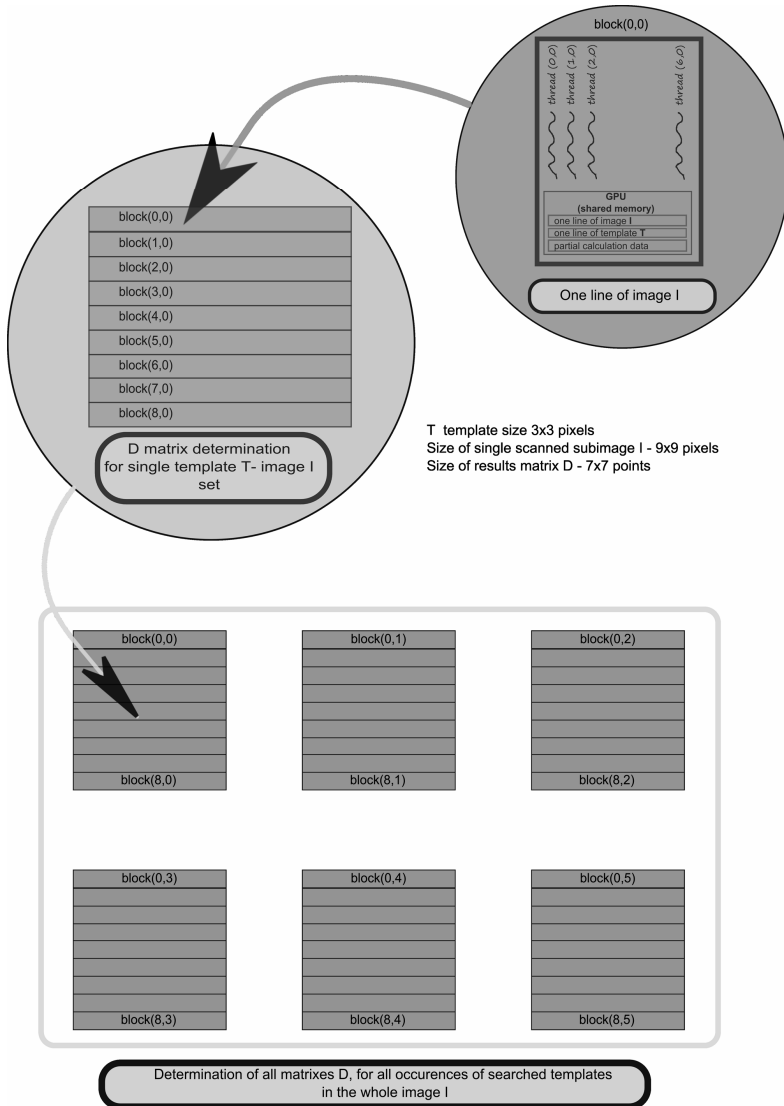 block(0,0)
thread (0,0)
thread (1,0)
thread (2,0)
thread (6,0)
GPU
(shared memory)
one line of image I
one line of template T
partial calculation data
One line of image I
block(0,0)
block(1,0)
block(2,0)
block(3,0)
block(4,0)
block(5,0)
block(6,0)
block(7,0)
block(8,0)
D matrix determination
for single template T- image I
set
T template size 3x3 pixels
Size of single scanned subimage I - 9x9 pixels
Size of results matrix D - 7x7 points
block(0,0)
block(0,1)
block(0,2)
block(8,0)
block(8,1)
block(8,2)
block(0,3)
block(0,4)
block(0,5)
block(8,3)
block(8,4)
block(8,5)
Determination of all matrixes D, for all occurences of searched templates
in the whole image I